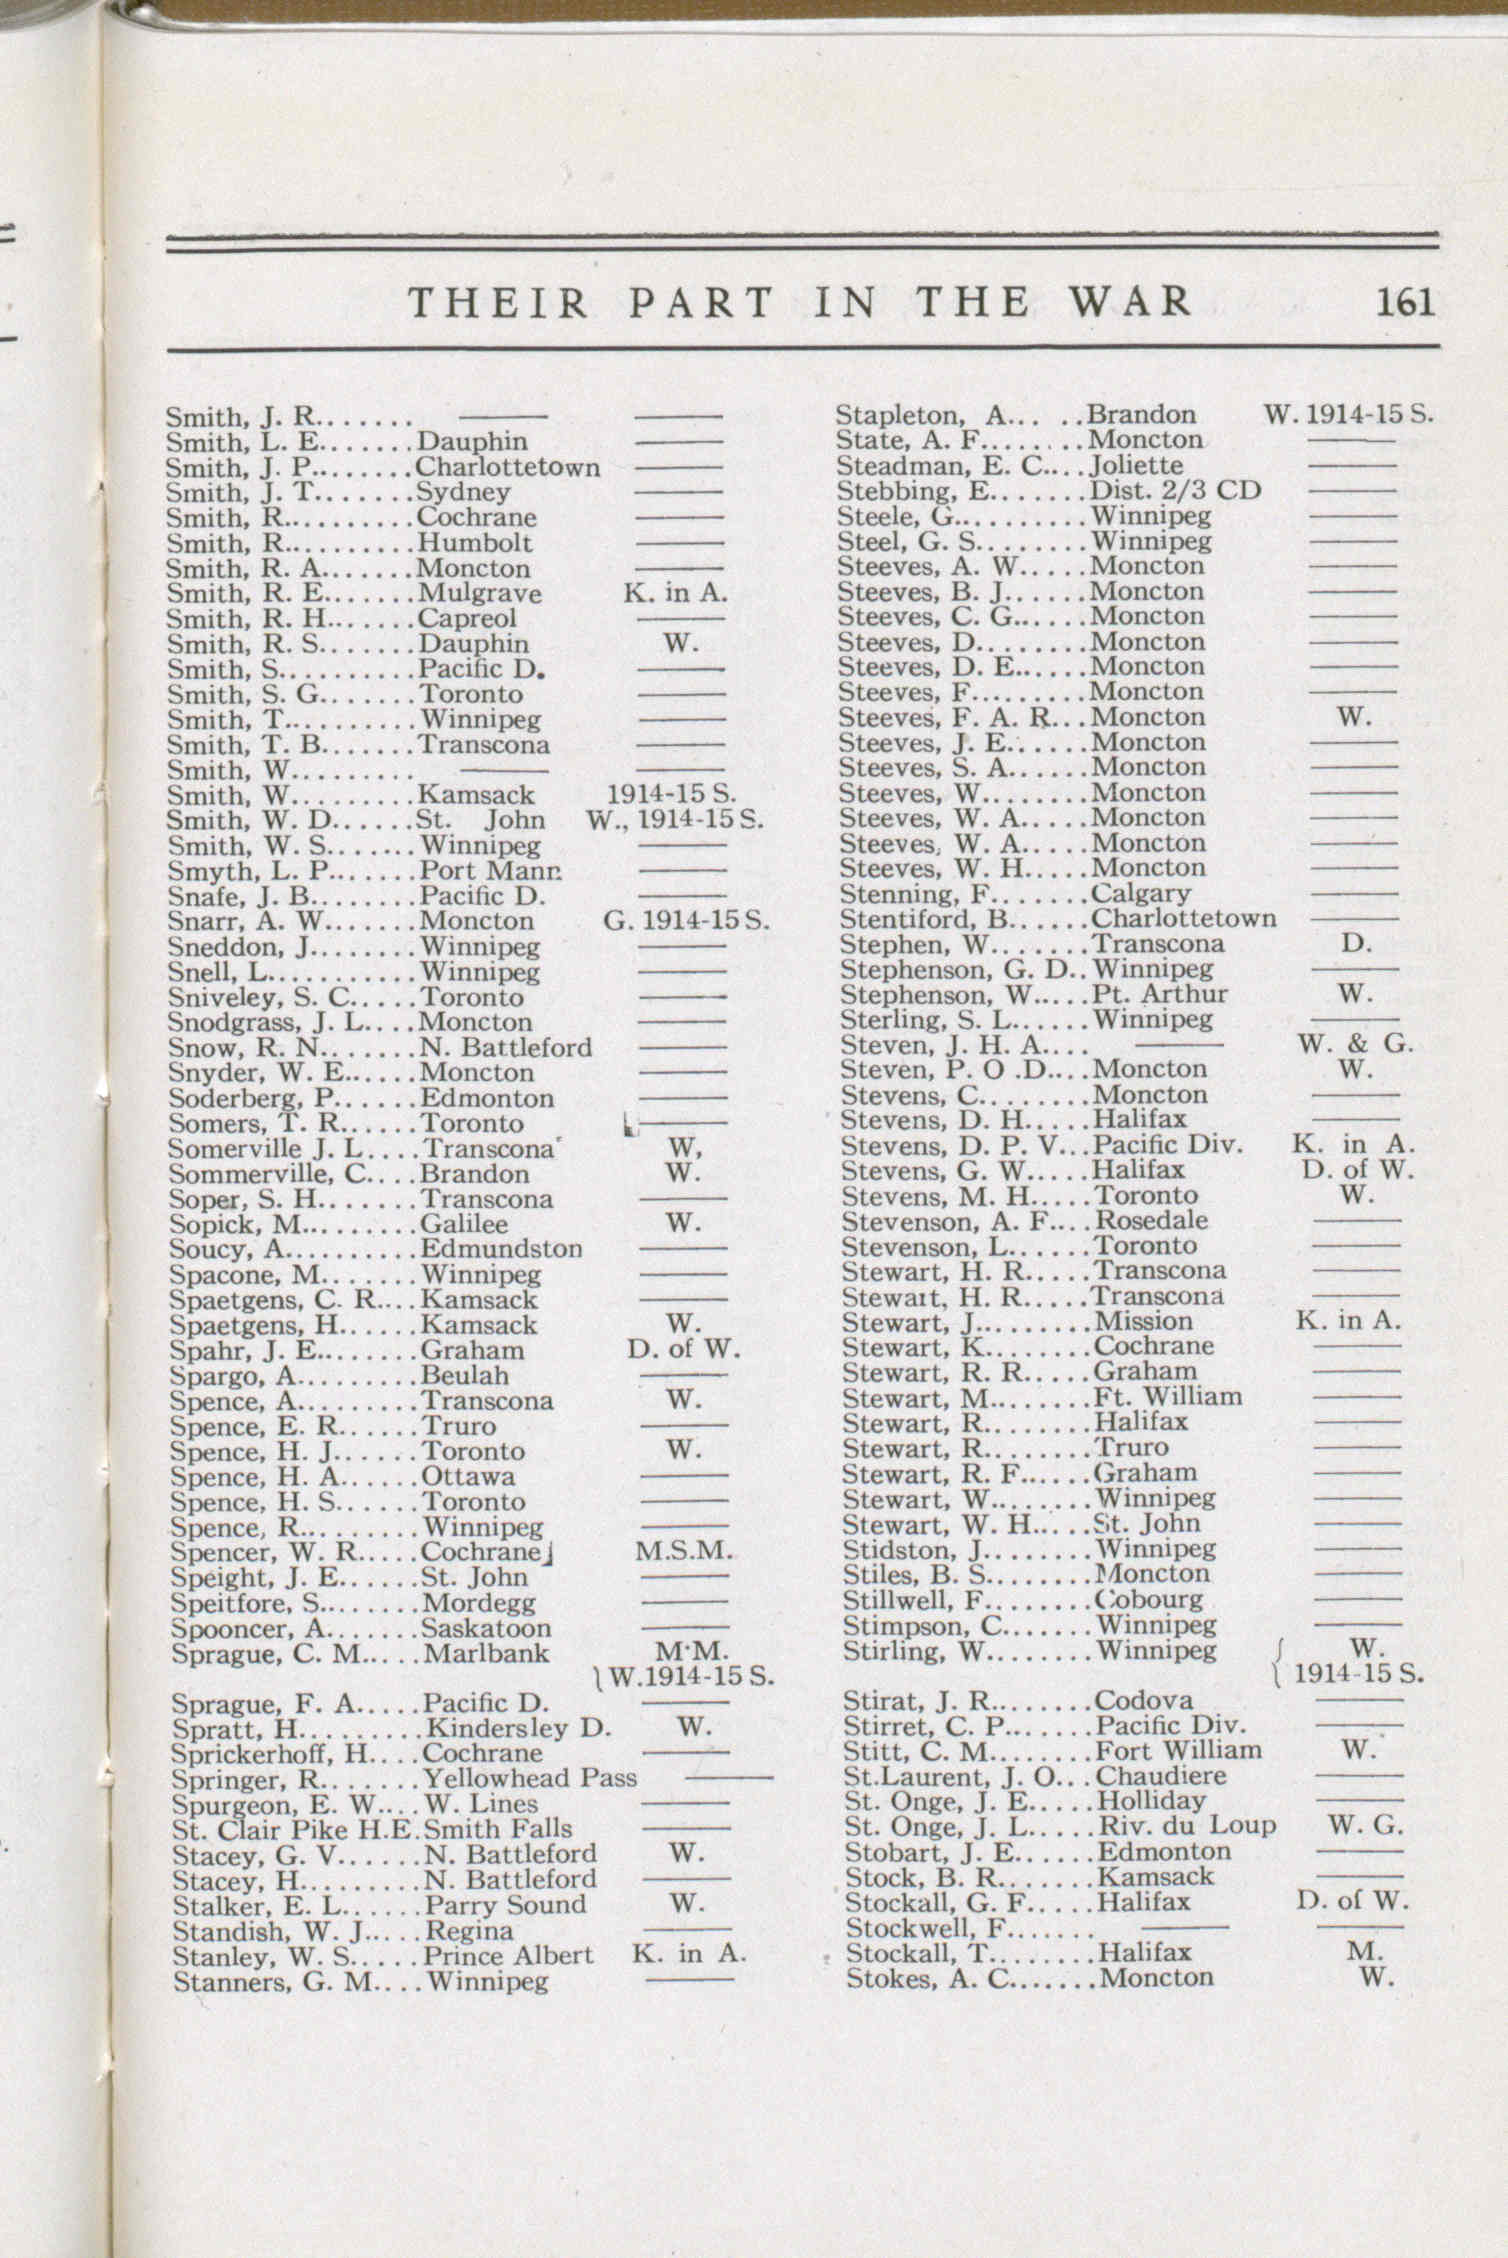 THEIR PART IN THE WAR 161
Smith, J. R....... ——— ———
Smith, L. E.......Dauphin ———
Smith, J. P........Charlottetown ———
Smith, J. T.......Sydney ———
Smith, R..........Cochrane ———
Smith, R..........Humbolt ———
Smith, R. A.......Moncton ———
Smith, R. E.......Mulgrave K. in A.
Smith, R. H.......Capreol ———
Smith, R. S.......Dauphin W.
Smith, S..........Pacific D. ———
Smith, S. G.......Toronto ———
Smith, T..........Winnipeg ———
Smith, T. B.......Transcona ———
Smith, W......... ——— ———
Smith, W.........Kamsack 1914-15 S.
Smith, W. D......St. John W., 1914-15 S.
Smith, W. S.......Winnipeg ———
Smyth, L. P.......Port Mann ———
Snafe, J. B........Pacific D. ———
Snarr, A. W.......Moncton G. 1914-15 S.
Sneddon, J........Winnipeg ———
Snell, L...........Winnipeg ———
Sniveley, S. C.....Toronto ———
Snodgrass, J. L....Moncton ———
Snow, R. N.......N. Battleford ———
Snyder, W. E......Moncton ———
Soderberg, P......Edmonton ———
Somers, T. R......Toronto ———
Somerville J. L....Transcona W,
Sommerville, C....Brandon W.
Soper, S. H.......Transcona ———
Sopick, M.........Galilee W.
Soucy, A..........Edmundston ———
Spacone, M.......Winnipeg ———
Spaetgens, C. R....Kamsack ———
Spaetgens, H......Kamsack W.
Spahr, J. E........Graham D. of W.
Spargo, A.........Beulah ———
Spence, A.........Transcona W.
Spence, E. R......Truro ———
Spence, H. J......Toronto W.
Spence, H. A......Ottawa ———
Spence, H. S......Toronto ———
Spence, R.........Winnipeg ———
Spencer, W. R.....Cochrane M.S.M.
Speight, J. E......St. John ———
Speitfore, S........Mordegg ———
Spooncer, A.......Saskatoon ———
Sprague, C. M.....Marlbank M.M.
W.1914-15 S.
Sprague, F. A.....Pacific D. ———
Spratt, H.........Kindersley D. W.
Sprickerhoff, H....Cochrane ———
Springer, R.......Yellowhead Pass ———
Spurgeon, E. W....W. Lines ———
St. Clair Pike H.E.Smith Falls ———
Stacey, G. V......N. Battleford W.
Stacey, H.........N. Battleford ———
Stalker, E. L......Parry Sound W.
Standish, W. J.....Regina ———
Stanley, W. S.....Prince Albert K. in A.
Stanners, G. M....Winnipeg ———
Stapleton, A... ..Brandon W. 1914-15 S.
State, A. F........Moncton ———
Steadman, E. C....Joliette ———
Stebbing, E.......Dist. 2/3 CD ———
Steele, G..........Winnipeg ———
Steel, G. S........Winnipeg ———
Steeves, A. W.....Moncton ———
Steeves, B. J......Moncton ———
Steeves, C. G......Moncton ———
Steeves, D........Moncton ———
Steeves, D. E......Moncton ———
Steeves, F.........Moncton ———
Steeves, F. A. R...Moncton W.
Steeves, J. E......Moncton ———
Steeves, S. A......Moncton ———
Steeves, W........Moncton ———
Steeves, W. A.....Moncton ———
Steeves, W. A.....Moncton ———
Steeves, W. H.....Moncton ———
Stenning, F.......Calgary ———
Stentiford, B......Charlottetown ———
Stephen, W.......Transcona D.
Stephenson, G. D..Winnipeg ———
Stephenson, W.....Pt. Arthur W.
Sterling, S. L......Winnipeg ———
Steven, J. H. A.... ——— W. & G.
Steven, P. O .D....Moncton W.
Stevens, C........Moncton ———
Stevens, D. H.....Halifax ———
Stevens, D. P. V...Pacific Div. K. in A.
Stevens, G. W.....Halifax D. of W.
Stevens, M. H.....Toronto W.
Stevenson, A. F....Rosedale ———
Stevenson, L......Toronto ———
Stewart, H. R.....Transcona ———
Stewart, H. R.....Transcona ———
Stewart, J.........Mission K. in A.
Stewart, K........Cochrane ———
Stewart, R. R.....Graham ———
Stewart, M........Ft. William ———
Stewart, R........Halifax ———
Stewart, R........Truro ———
Stewart, R. F......Graham ———
Stewart, W........Winnipeg ———
Stewart, W. H.....St. John ———
Stidston, J........Winnipeg ———
Stiles, B. S........Moncton ———
Stillwell, F........Cobourg ———
Stimpson, C.......Winnipeg ———
Stirling, W........Winnipeg W.
1914-15 S.
Stirat, J. R........Codova ———
Stirret, C. P.......Pacific Div. ———
Stitt, C. M........Fort William W.
St.Laurent, J. O...Chaudiere ———
St. Onge, J. E.....Holliday ———
St. Onge, J. L.....Riv. du Loup W. G.
Stobart, J. E......Edmonton ———
Stock, B. R.......Kamsack ———
Stockall, G. F.....Halifax D. of W.
Stockwell, F....... ——— ———
Stockall, T........Halifax M.
Stokes, A. C.......Moncton W.